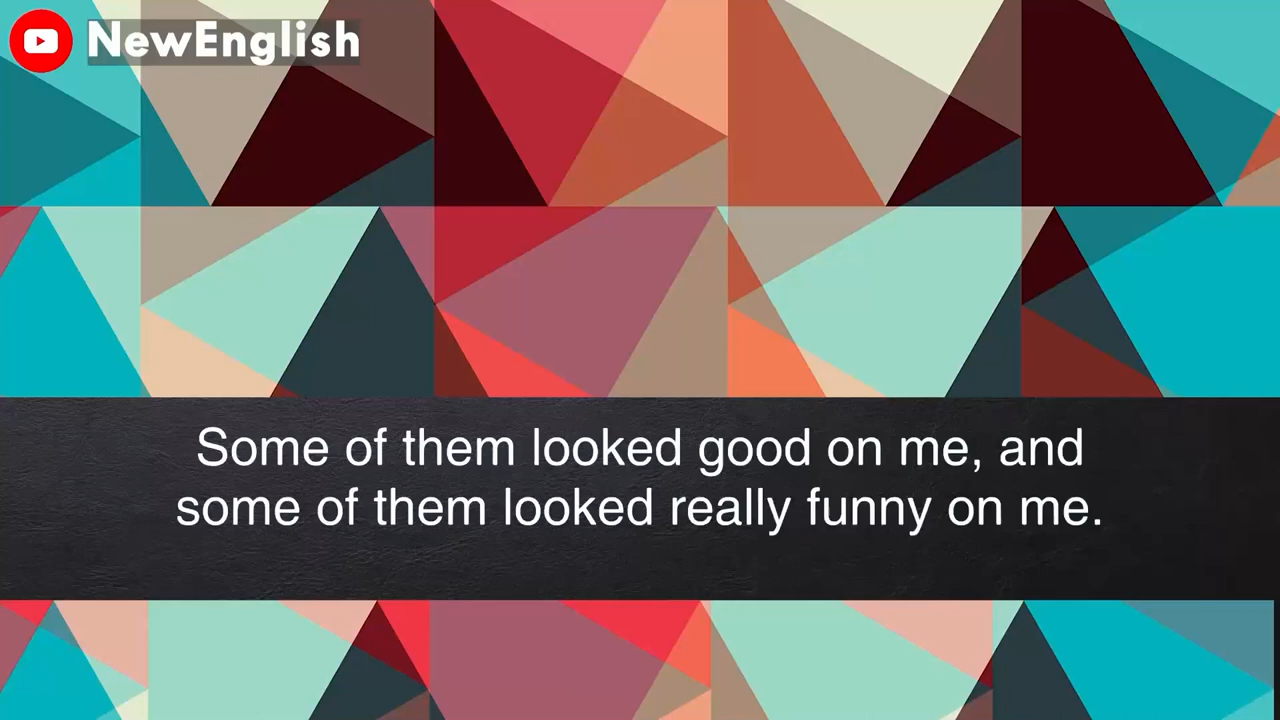 NewEnglish
Some of them looked good on me, and
some of them looked really funny on me.